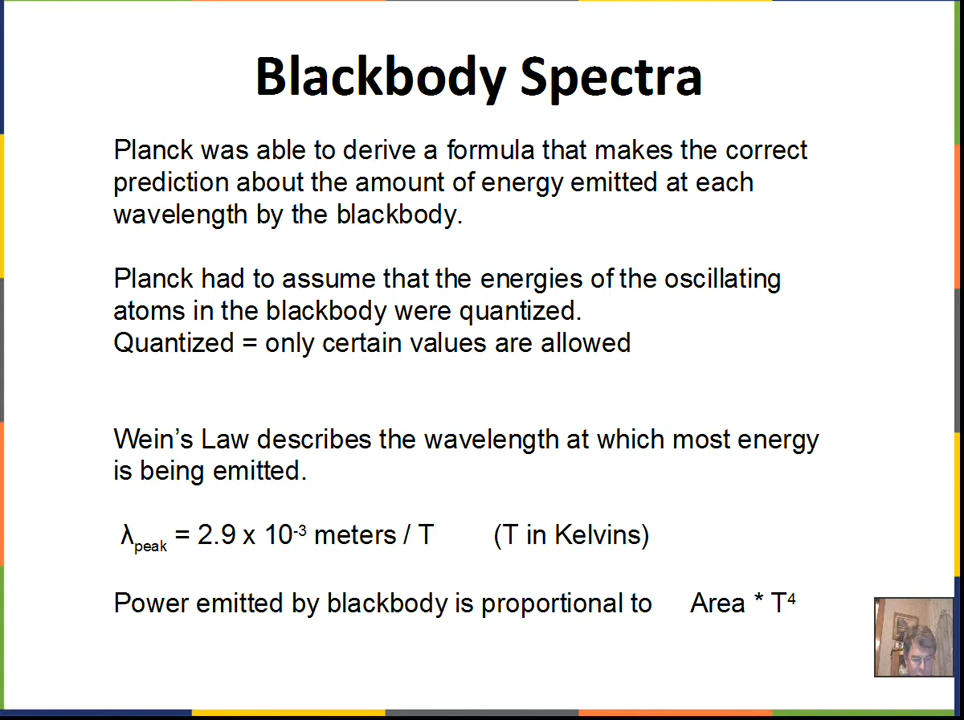 Blackbody Spectra
Planck was able to derive a formula that makes the correct
prediction about the amount of energy emitted at each
wavelength by the blackbody.
Planck had to assume that the energies of the oscillating
atoms in the blackbody were quantized.
Quantized = only certain values are allowed
Wein's Law describes the wavelength at which most energy
is being emitted.
λpeak = 2.9 x 10⁻³ meters / T (T in Kelvins)
Power emitted by blackbody is proportional to Area * T⁴